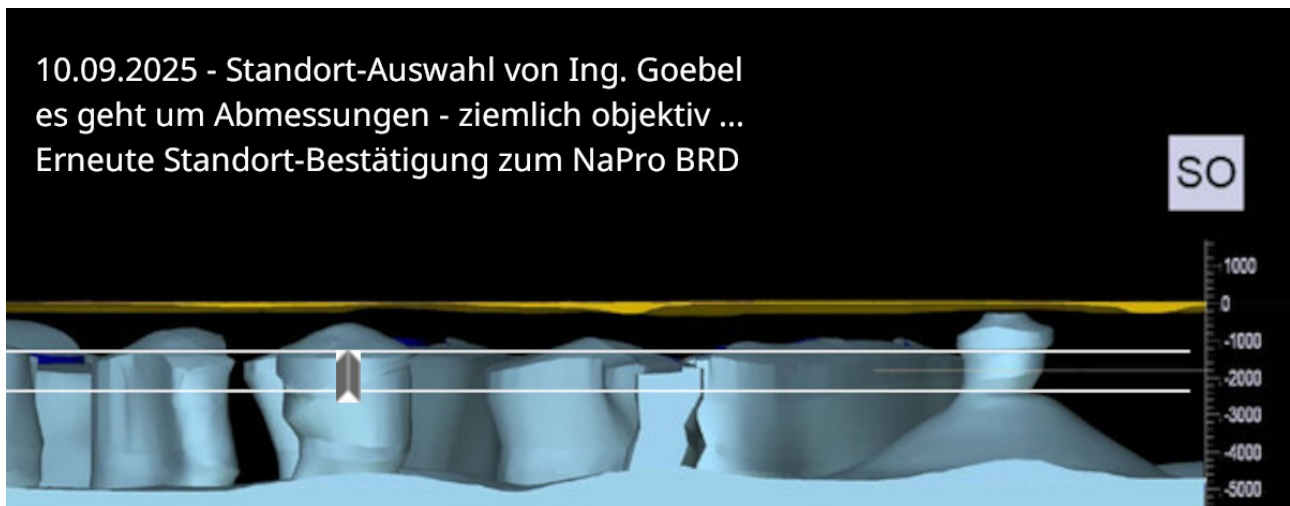 10.09.2025 - Standort-Auswahl von Ing. Goebel
es geht um Abmessungen - ziemlich objektiv ...
Erneute Standort-Bestätigung zum NaPro BRD
SO
1000
0
-1000
-2000
-3000
-4000
-5000